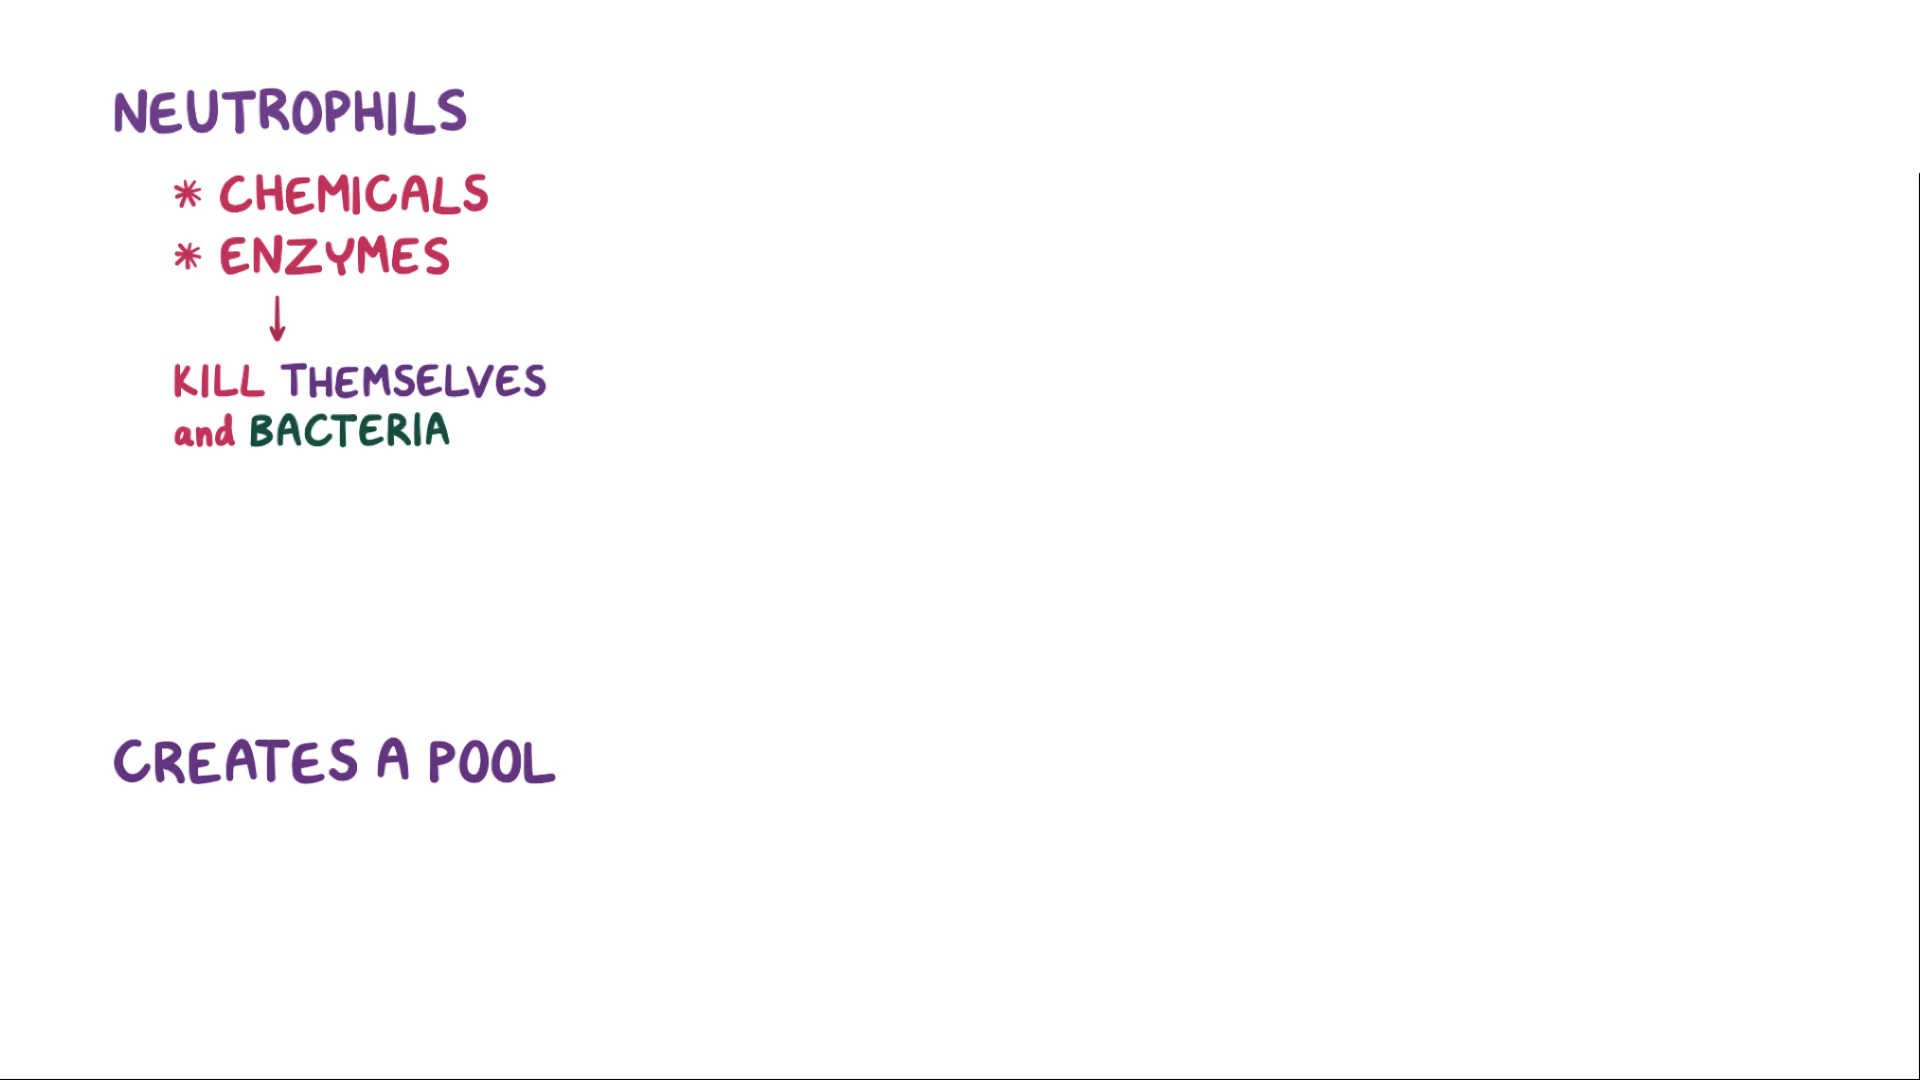 NEUTROPHILS
* CHEMICALS
* ENZYMES
↓
KILL THEMSELVES
and BACTERIA
CREATES A POOL